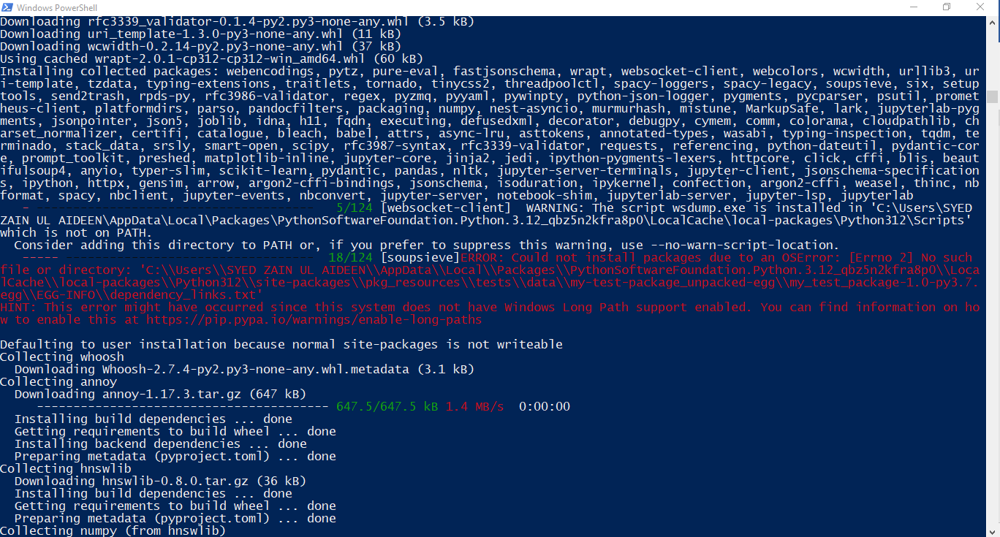 Windows PowerShell
Downloading rfc3339_validator-0.1.4-py2.py3-none-any.whl (3.5 kB)
Downloading uri_template-1.3.0-py3-none-any.whl (11 kB)
Downloading wcwidth-0.2.14-py2.py3-none-any.whl (37 kB)
Using cached wrapt-2.0.1-cp312-cp312-win_amd64.whl (60 kB)
Installing collected packages: webencodings, pytz, pure-eval, fastjsonschema, wrapt, websocket-client, webcolors, wcwidth, urllib3, ur
i-template, tzdata, typing-extensions, traitlets, tornado, tinycss2, threadpoolctl, spacy-loggers, spacy-legacy, soupsieve, six, setup
tools, send2trash, rpds-py, rfc3986-validator, regex, pyzmq, pyyaml, pywinpty, python-json-logger, pygments, pycparser, psutil, promet
heus-client, platformdirs, parso, pandocfilters, packaging, numpy, nest-asyncio, murmurhash, mistune, MarkupSafe, lark, jupyterlab-pyg
ments, jsonpointer, json5, joblib, idna, h11, fqdn, executing, defusedxml, decorator, debugpy, cymem, comm, colorama, cloudpathlib, ch
arset_normalizer, certifi, catalogue, bleach, babel, attrs, async-lru, asttokens, annotated-types, wasabi, typing-inspection, tqdm, te
rminado, stack_data, srsly, smart-open, scipy, rfc3987-syntax, rfc3339-validator, requests, referencing, python-dateutil, pydantic-cor
e, prompt_toolkit, preshed, matplotlib-inline, jupyter-core, jinja2, jedi, ipython-pygments-lexers, httpcore, click, cffi, blis, beaut
ifulsoup4, anyio, typer-slim, scikit-learn, pydantic, pandas, nltk, jupyter-server-terminals, jupyter-client, jsonschema-specification
s, ipython, httpx, gensim, arrow, argon2-cffi-bindings, jsonschema, isoduration, ipykernel, confection, argon2-cffi, weasel, thinc, nb
format, spacy, nbclient, jupyter-events, nbconvert, jupyter-server, notebook-shim, jupyterlab-server, jupyter-lsp, jupyterlab
- -------------------------------------- 5/124 [websocket-client]  WARNING: The script wsdump.exe is installed in 'C:\Users\SYED
ZAIN UL AIDEEN\AppData\Local\Packages\PythonSoftwareFoundation.Python.3.12_qbz5n2kfra8p0\LocalCache\local-packages\Python312\Scripts'
which is not on PATH.
Consider adding this directory to PATH or, if you prefer to suppress this warning, use --no-warn-script-location.
----- ---------------------------------- 18/124 [soupsieve]ERROR: Could not install packages due to an OSError: [Errno 2] No such
file or directory: 'C:\\Users\\SYED ZAIN UL AIDEEN\\AppData\\Local\\Packages\\PythonSoftwareFoundation.Python.3.12_qbz5n2kfra8p0\\Loca
lCache\\local-packages\\Python312\\site-packages\\pkg_resources\\tests\\data\\my-test-package_unpacked-egg\\my_test_package-1.0-py3.7.
egg\\EGG-INFO\\dependency_links.txt'
HINT: This error might have occurred since this system does not have Windows Long Path support enabled. You can find information on ho
w to enable this at https://pip.pypa.io/warnings/enable-long-paths
Defaulting to user installation because normal site-packages is not writeable
Collecting whoosh
Downloading Whoosh-2.7.4-py2.py3-none-any.whl.metadata (3.1 kB)
Collecting annoy
Downloading annoy-1.17.3.tar.gz (647 kB)
---------------------------------------- 647.5/647.5 kB 1.4 MB/s  0:00:00
Installing build dependencies ... done
Getting requirements to build wheel ... done
Installing backend dependencies ... done
Preparing metadata (pyproject.toml) ... done
Collecting hnswlib
Downloading hnswlib-0.8.0.tar.gz (36 kB)
Installing build dependencies ... done
Getting requirements to build wheel ... done
Preparing metadata (pyproject.toml) ... done
Collecting numpy (from hnswlib)